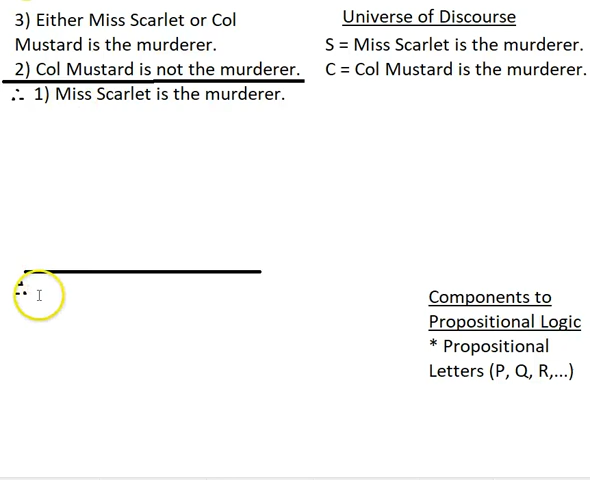 3) Either Miss Scarlet or Col
Mustard is the murderer.
2) Col Mustard is not the murderer.
∴ 1) Miss Scarlet is the murderer.
Universe of Discourse
S = Miss Scarlet is the murderer.
C = Col Mustard is the murderer.
∴
Components to
Propositional Logic
* Propositional
Letters (P, Q, R,...)